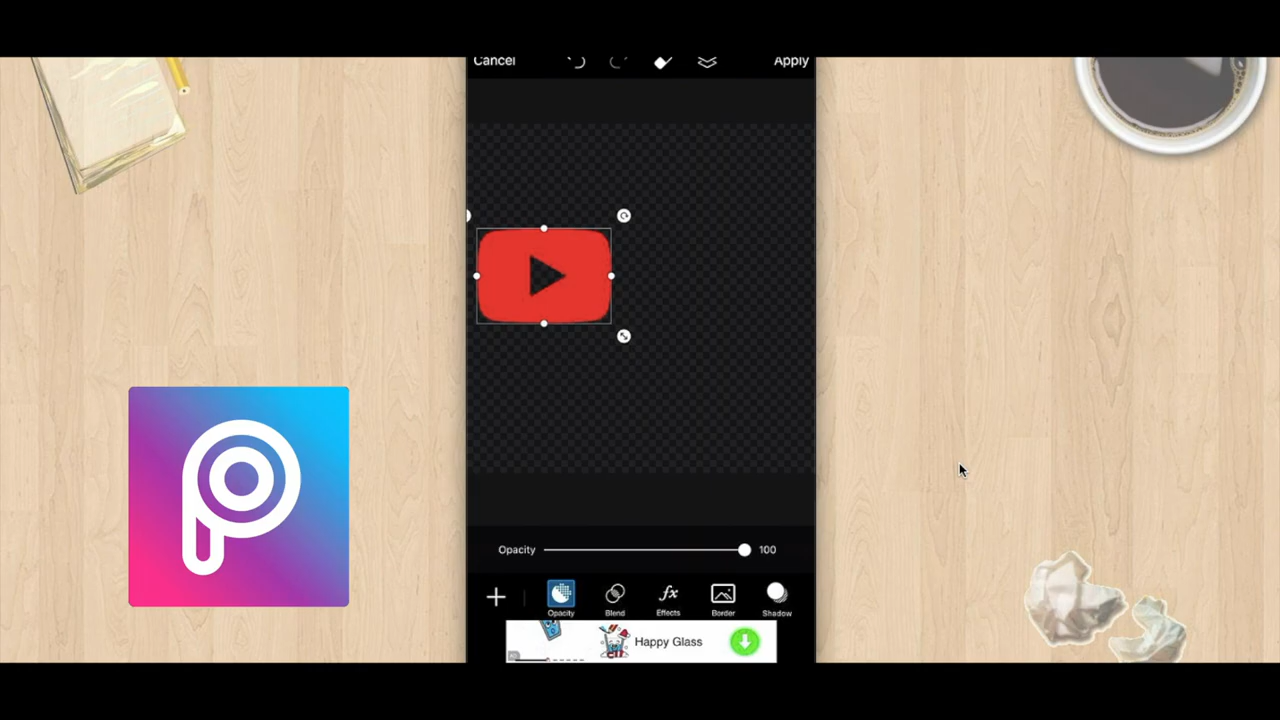 Cancel
Apply
Opacity
100
Opacity
Blend
Effects
Border
Shadow
Happy Glass